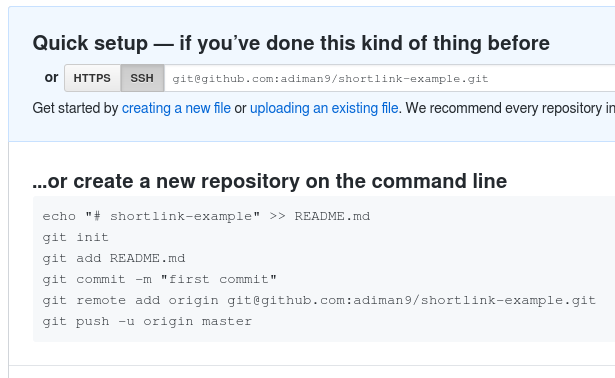 Quick setup — if you’ve done this kind of thing before
or HTTPS SSH git@github.com:adiman9/shortlink-example.git
Get started by creating a new file or uploading an existing file. We recommend every repository in
...or create a new repository on the command line
echo "# shortlink-example" >> README.md
git init
git add README.md
git commit -m "first commit"
git remote add origin git@github.com:adiman9/shortlink-example.git
git push -u origin master